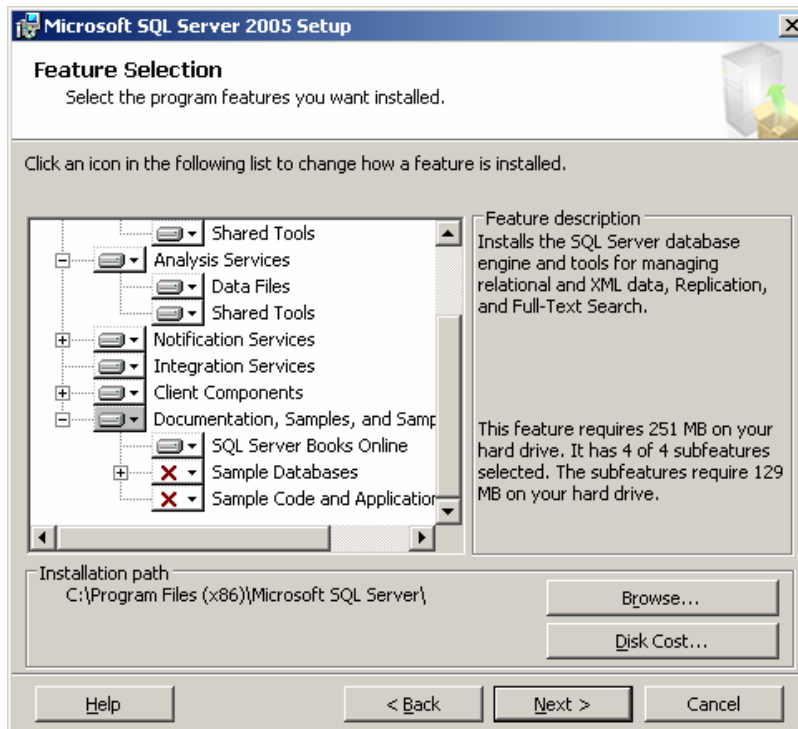 Microsoft SQL Server 2005 Setup
Feature Selection
Select the program features you want installed.
Click an icon in the following list to change how a feature is installed.
Shared Tools
Analysis Services
Data Files
Shared Tools
Notification Services
Integration Services
Client Components
Documentation, Samples, and Samp
SQL Server Books Online
Sample Databases
Sample Code and Application
Feature description
Installs the SQL Server database
engine and tools for managing
relational and XML data, Replication,
and Full-Text Search.
This feature requires 251 MB on your
hard drive. It has 4 of 4 subfeatures
selected. The subfeatures require 129
MB on your hard drive.
Installation path
C:\Program Files (x86)\Microsoft SQL Server\
Browse...
Disk Cost...
Help
< Back
Next >
Cancel